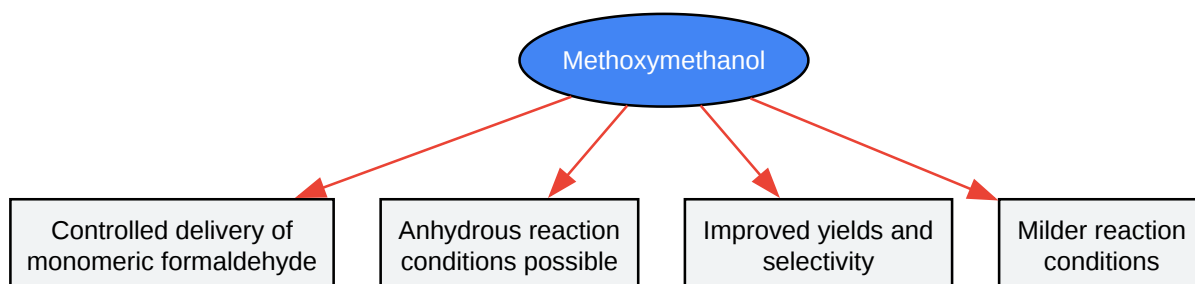 Methoxymethanol
Controlled delivery of
monomeric formaldehyde
Anhydrous reaction
conditions possible
Improved yields and
selectivity
Milder reaction
conditions